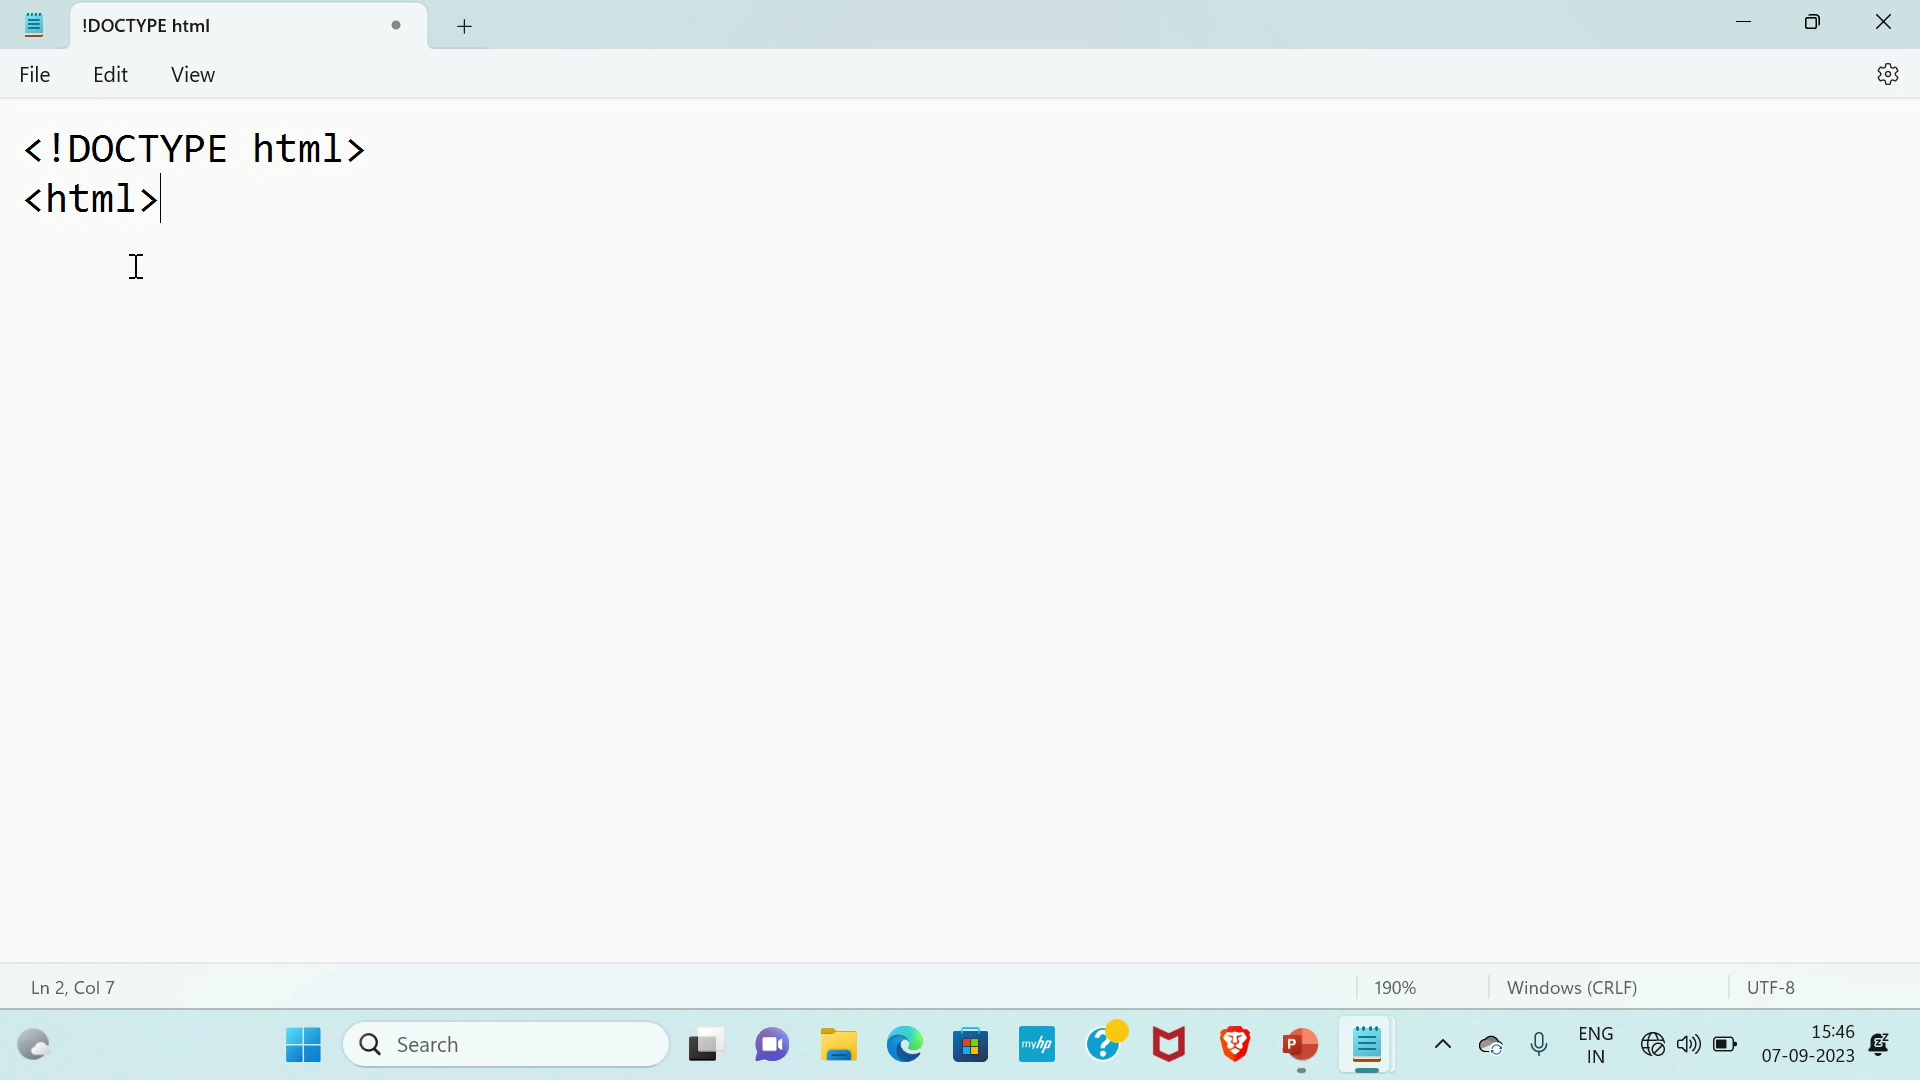 !DOCTYPE html
File Edit View
<!DOCTYPE html>
<html>
Ln 2, Col 7 190% Windows (CRLF) UTF-8
Search
myhp
P
ENG
IN
15:46
07-09-2023